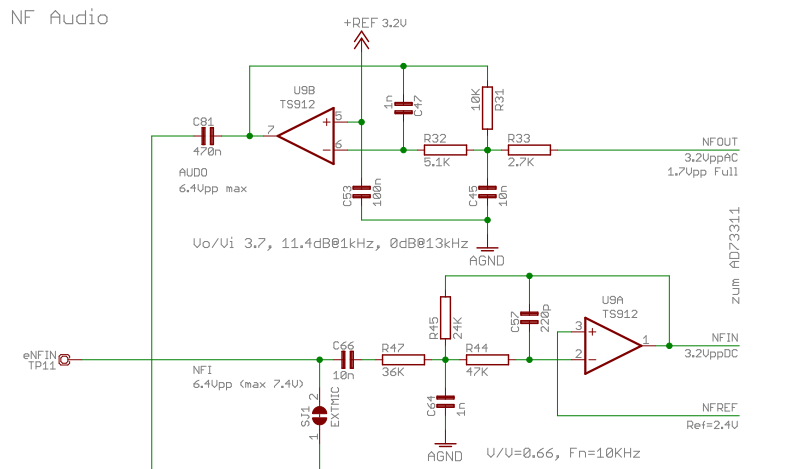 NF Audio
+REF 3.2V
U9B
TS912
C47
1n
10K
R31
C81
470n
7
5
6
+
-
R32
5.1K
R33
2.7K
NFOUT
3.2VppAC
1.7Vpp Full
AUDO
6.4Vpp max
C53
100n
C45
10n
Vo/Vi 3.7, 11.4dB@1kHz, 0dB@13kHz
AGND
zum AD73311
U9A
TS912
R45
24K
C57
220p
3
2
1
+
-
NFIN
3.2VppDC
eNFIN
TP11
NFI
6.4Vpp (max 7.4V)
C66
10n
R47
36K
R44
47K
NFREF
Ref=2.4V
SJ1
2
1
EXTMIC
C64
1n
AGND
V/V=0.66, Fn=10KHz